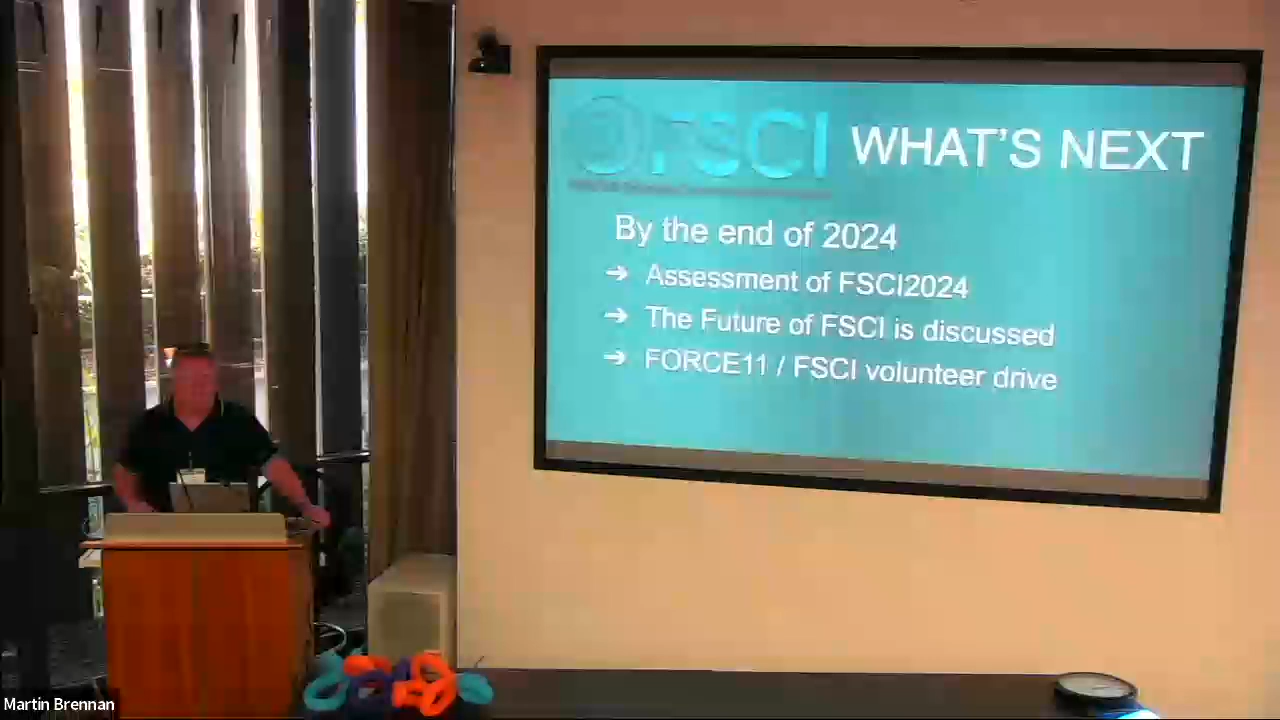 FSCI WHAT'S NEXT
By the end of 2024
➔ Assessment of FSCI2024
➔ The Future of FSCI is discussed
➔ FORCE11 / FSCI volunteer drive
Martin Brennan